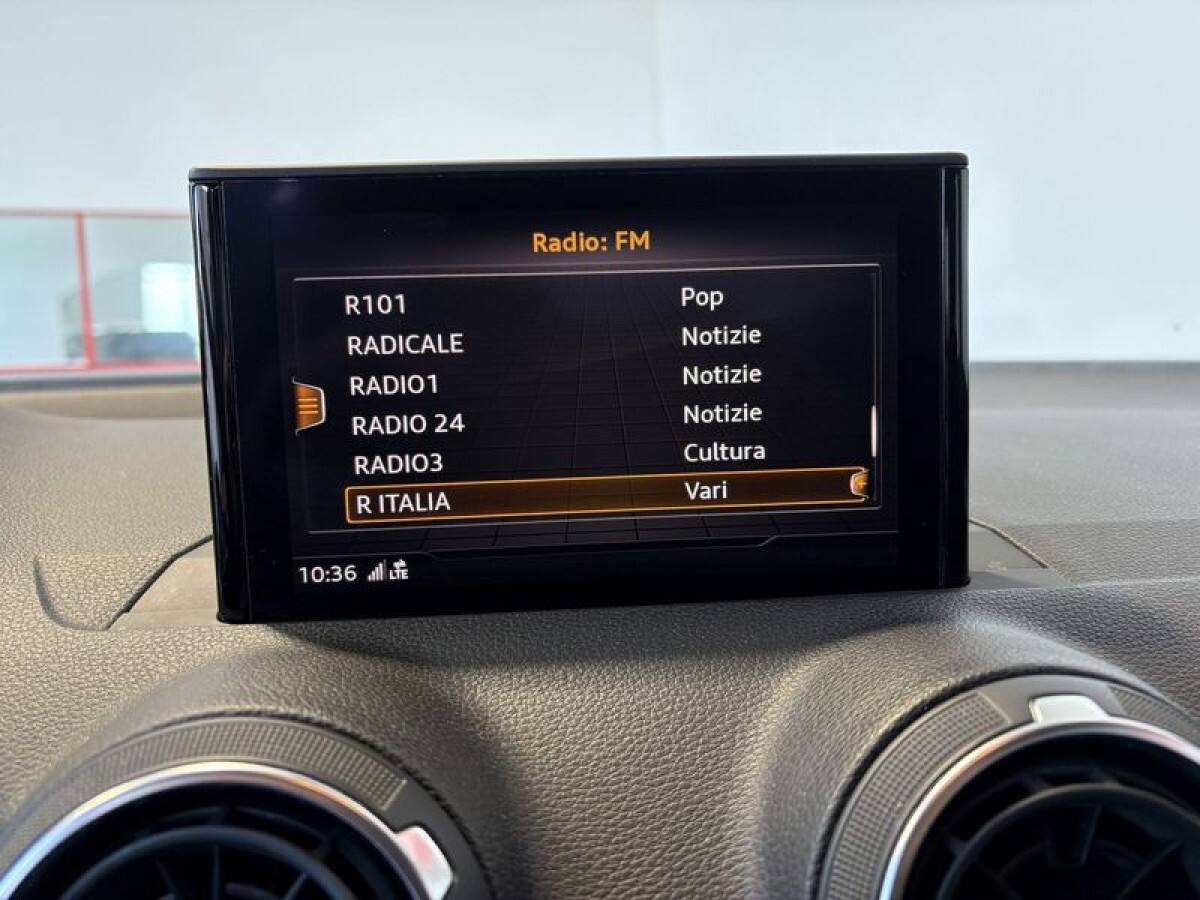 Radio: FM
R101 Pop
RADICALE Notizie
RADIO1 Notizie
RADIO 24 Notizie
RADIO3 Cultura
R ITALIA Vari
10:36 LTE